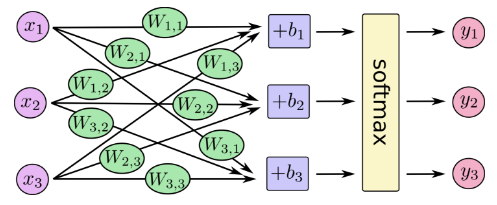 x₁ W₁,₁ +b₁ y₁
W₂,₁ W₁,₃
W₁,₂
x₂ W₂,₂ +b₂ softmax y₂
W₃,₂
W₂,₃ W₃,₁
x₃ W₃,₃ +b₃ y₃